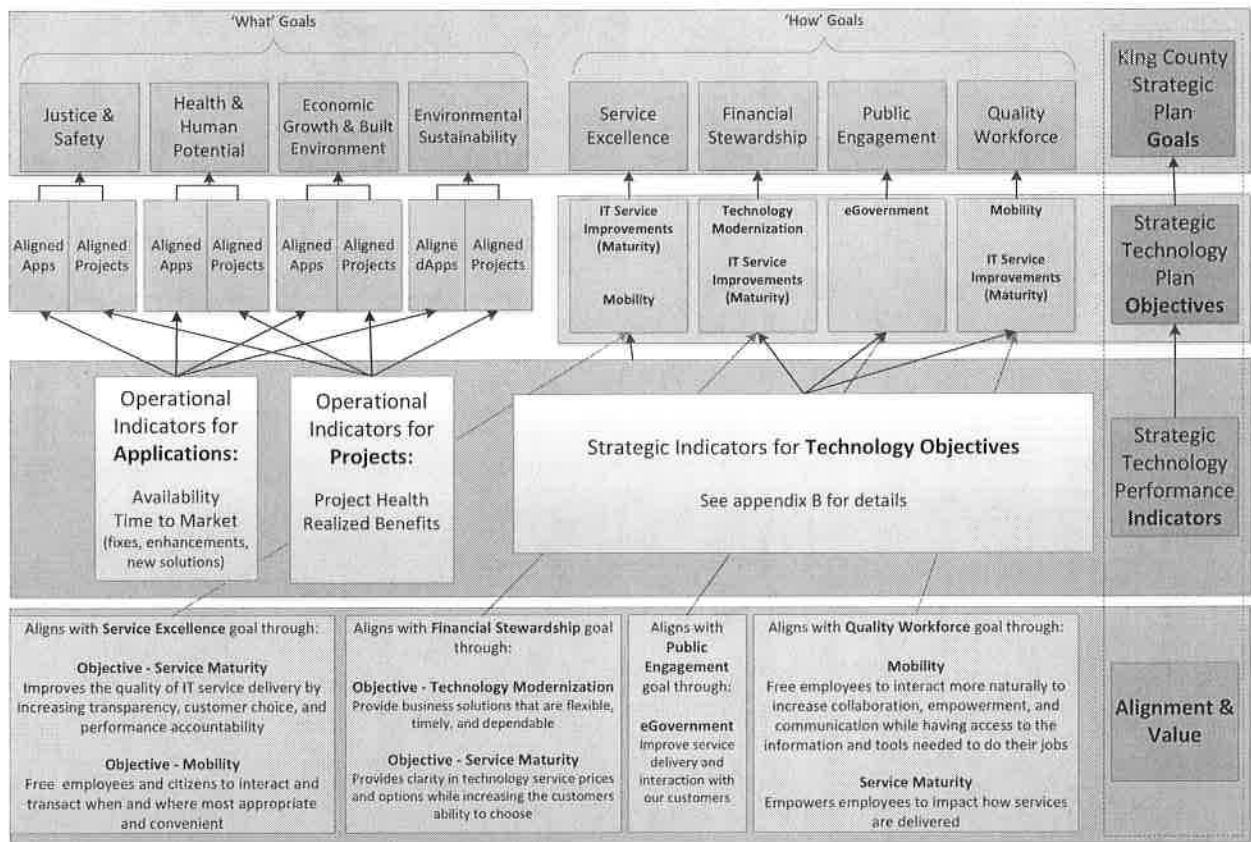 'What' Goals
'How' Goals
Justice &
Safety
Health &
Human
Potential
Economic
Growth & Built
Environment
Environmental
Sustainability
Service
Excellence
Financial
Stewardship
Public
Engagement
Quality
Workforce
King County
Strategic
Plan
Goals
Aligned
Apps
Aligned
Projects
Aligned
Apps
Aligned
Projects
Aligned
Apps
Aligned
Projects
Aligne
dApps
Aligned
Projects
IT Service
Improvements
(Maturity)
Mobility
Technology
Modernization
IT Service
Improvements
(Maturity)
eGovernment
Mobility
IT Service
Improvements
(Maturity)
Strategic
Technology
Plan
Objectives
Operational
Indicators for
Applications:
Availability
Time to Market
(fixes, enhancements,
new solutions)
Operational
Indicators for
Projects:
Project Health
Realized Benefits
Strategic Indicators for Technology Objectives
See appendix B for details
Strategic
Technology
Performance
Indicators
Aligns with Service Excellence goal through:
Objective - Service Maturity
Improves the quality of IT service delivery by
increasing transparency, customer choice, and
performance accountability
Objective - Mobility
Free employees and citizens to interact and
transact when and where most appropriate
and convenient
Aligns with Financial Stewardship goal
through:
Objective - Technology Modernization
Provide business solutions that are flexible,
timely, and dependable
Objective - Service Maturity
Provides clarity in technology service prices
and options while increasing the customers
ability to choose
Aligns with
Public
Engagement
goal through:
eGovernment
Improve service
delivery and
interaction with
our customers
Aligns with Quality Workforce goal through:
Mobility
Free employees to interact more naturally to
increase collaboration, empowerment, and
communication while having access to the
information and tools needed to do their jobs
Service Maturity
Empowers employees to impact how services
are delivered
Alignment &
Value